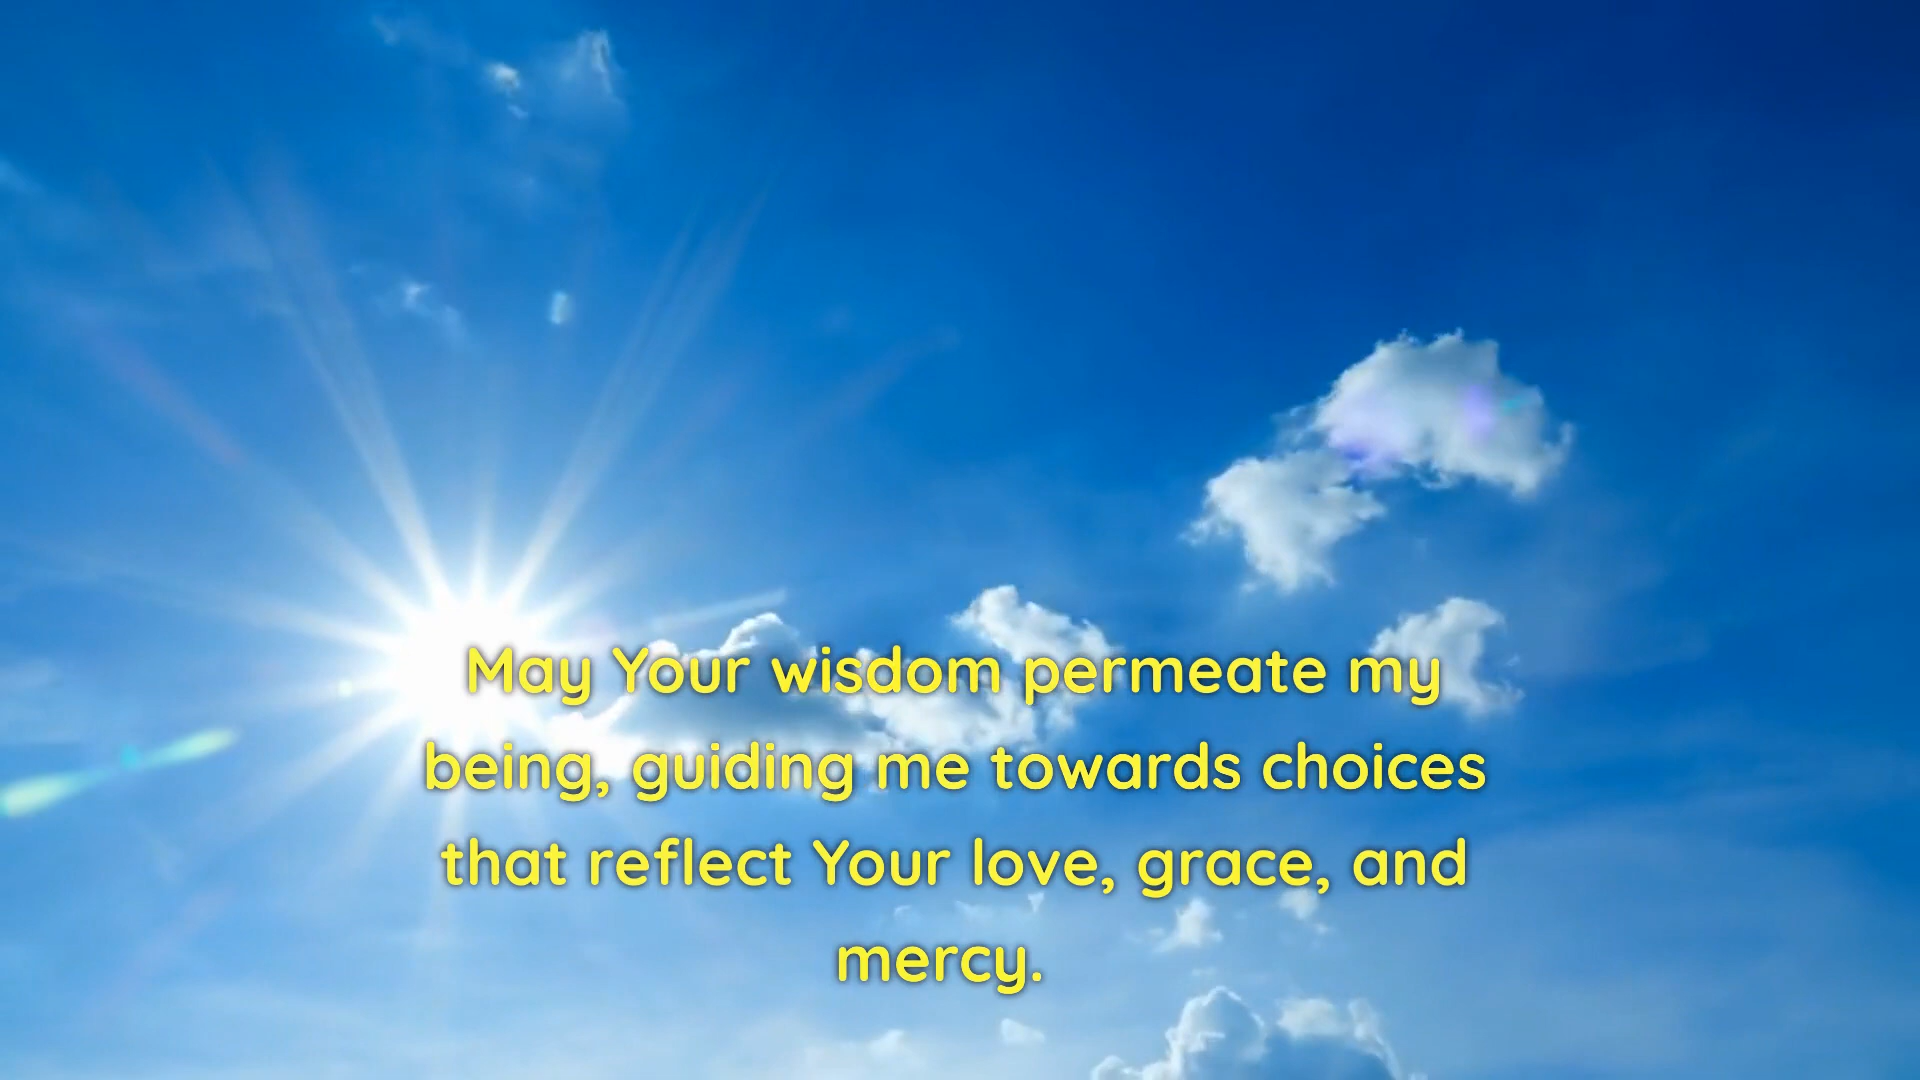 May Your wisdom permeate my
being, guiding me towards choices
that reflect Your love, grace, and
mercy.